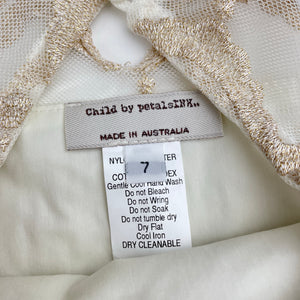 Child by petalsINK..
MADE IN AUSTRALIA
7
Gentle Cool Hand Wash
Do not Bleach
Do not Wring
Do not Soak
Do not tumble dry
Dry Flat
Cool Iron
DRY CLEANABLE